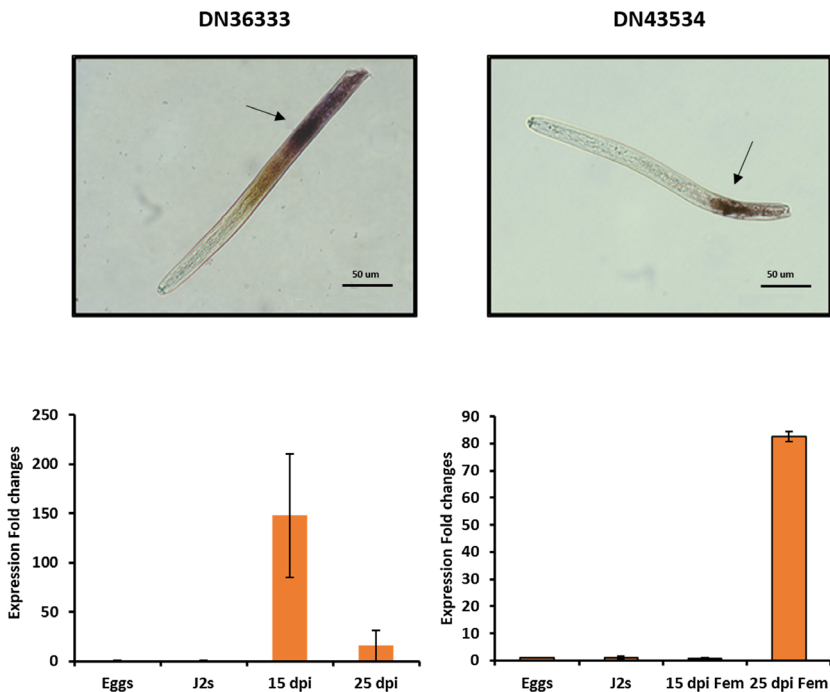 DN36333
DN43534
50 um
50 um
Expression Fold changes
250
200
150
100
50
0
Eggs J2s 15 dpi 25 dpi
Expression Fold changes
90
80
70
60
50
40
30
20
10
0
Eggs J2s 15 dpi Fem 25 dpi Fem